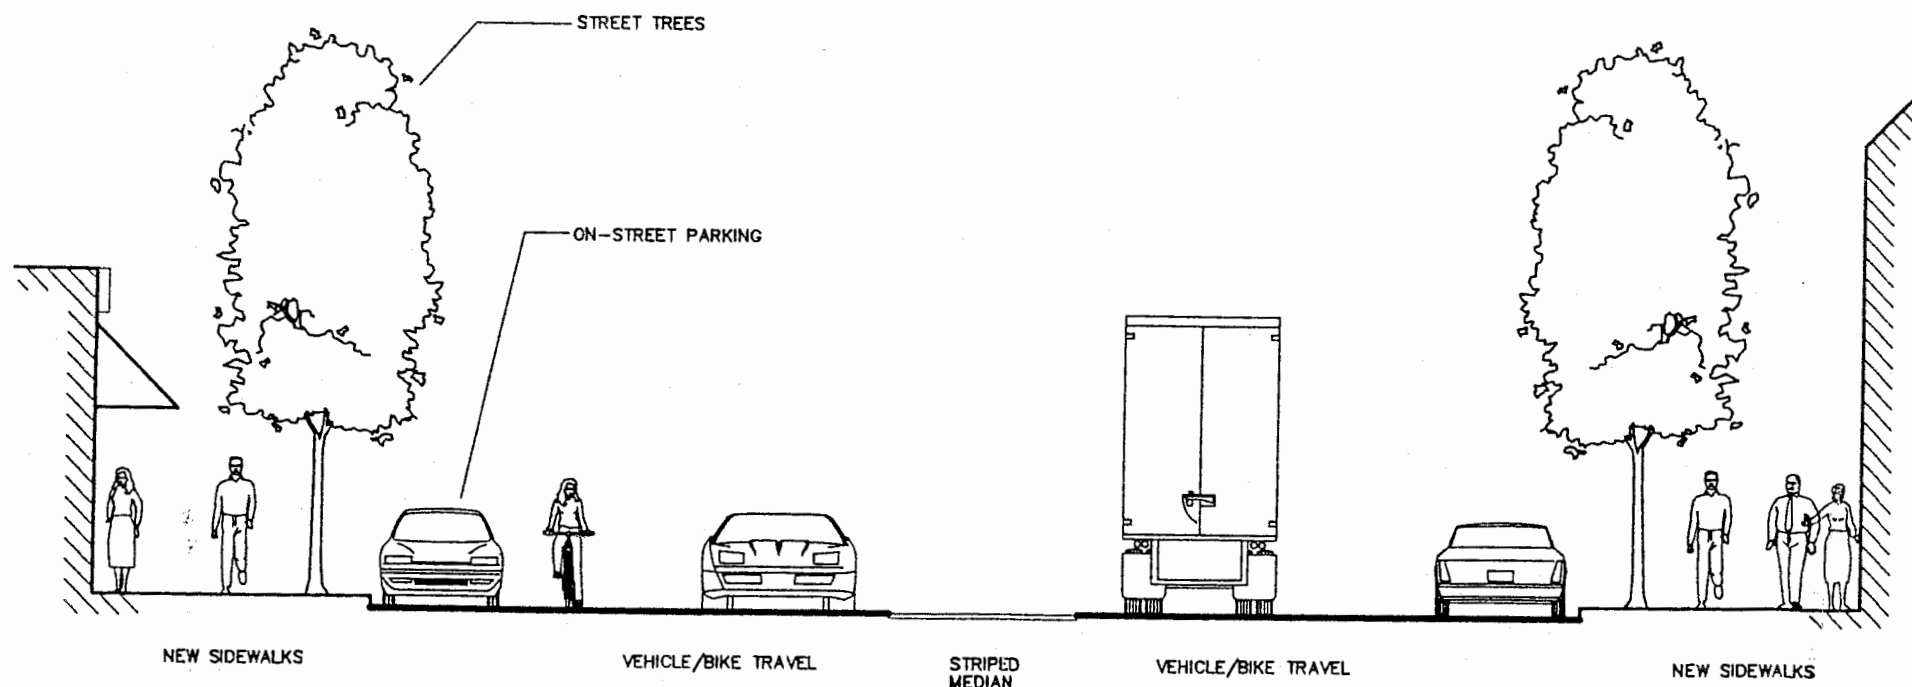 STREET TREES
ON-STREET PARKING
NEW SIDEWALKS
VEHICLE/BIKE TRAVEL
STRIPED
MEDIAN
VEHICLE/BIKE TRAVEL
NEW SIDEWALKS